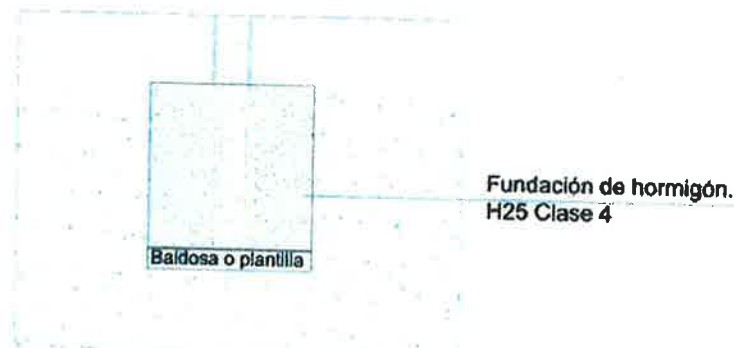 Fundación de hormigón.
H25 Clase 4
Baldosa o plantilla